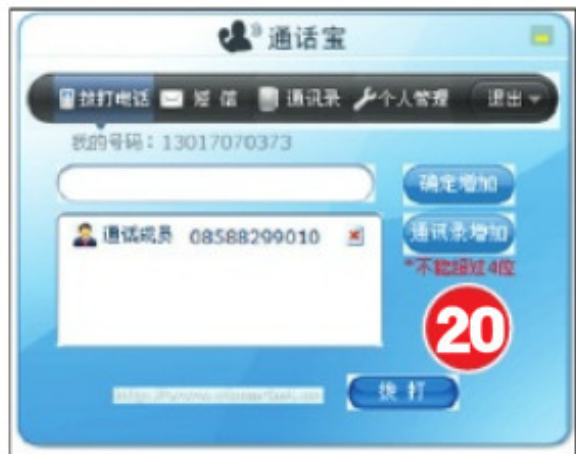 通话宝
拨打电话 短信 通讯录 个人管理 退出
我的号码：13017070373
确定增加
通话成员 08588299010
通讯录增加
*不能超过4位
20
拨打